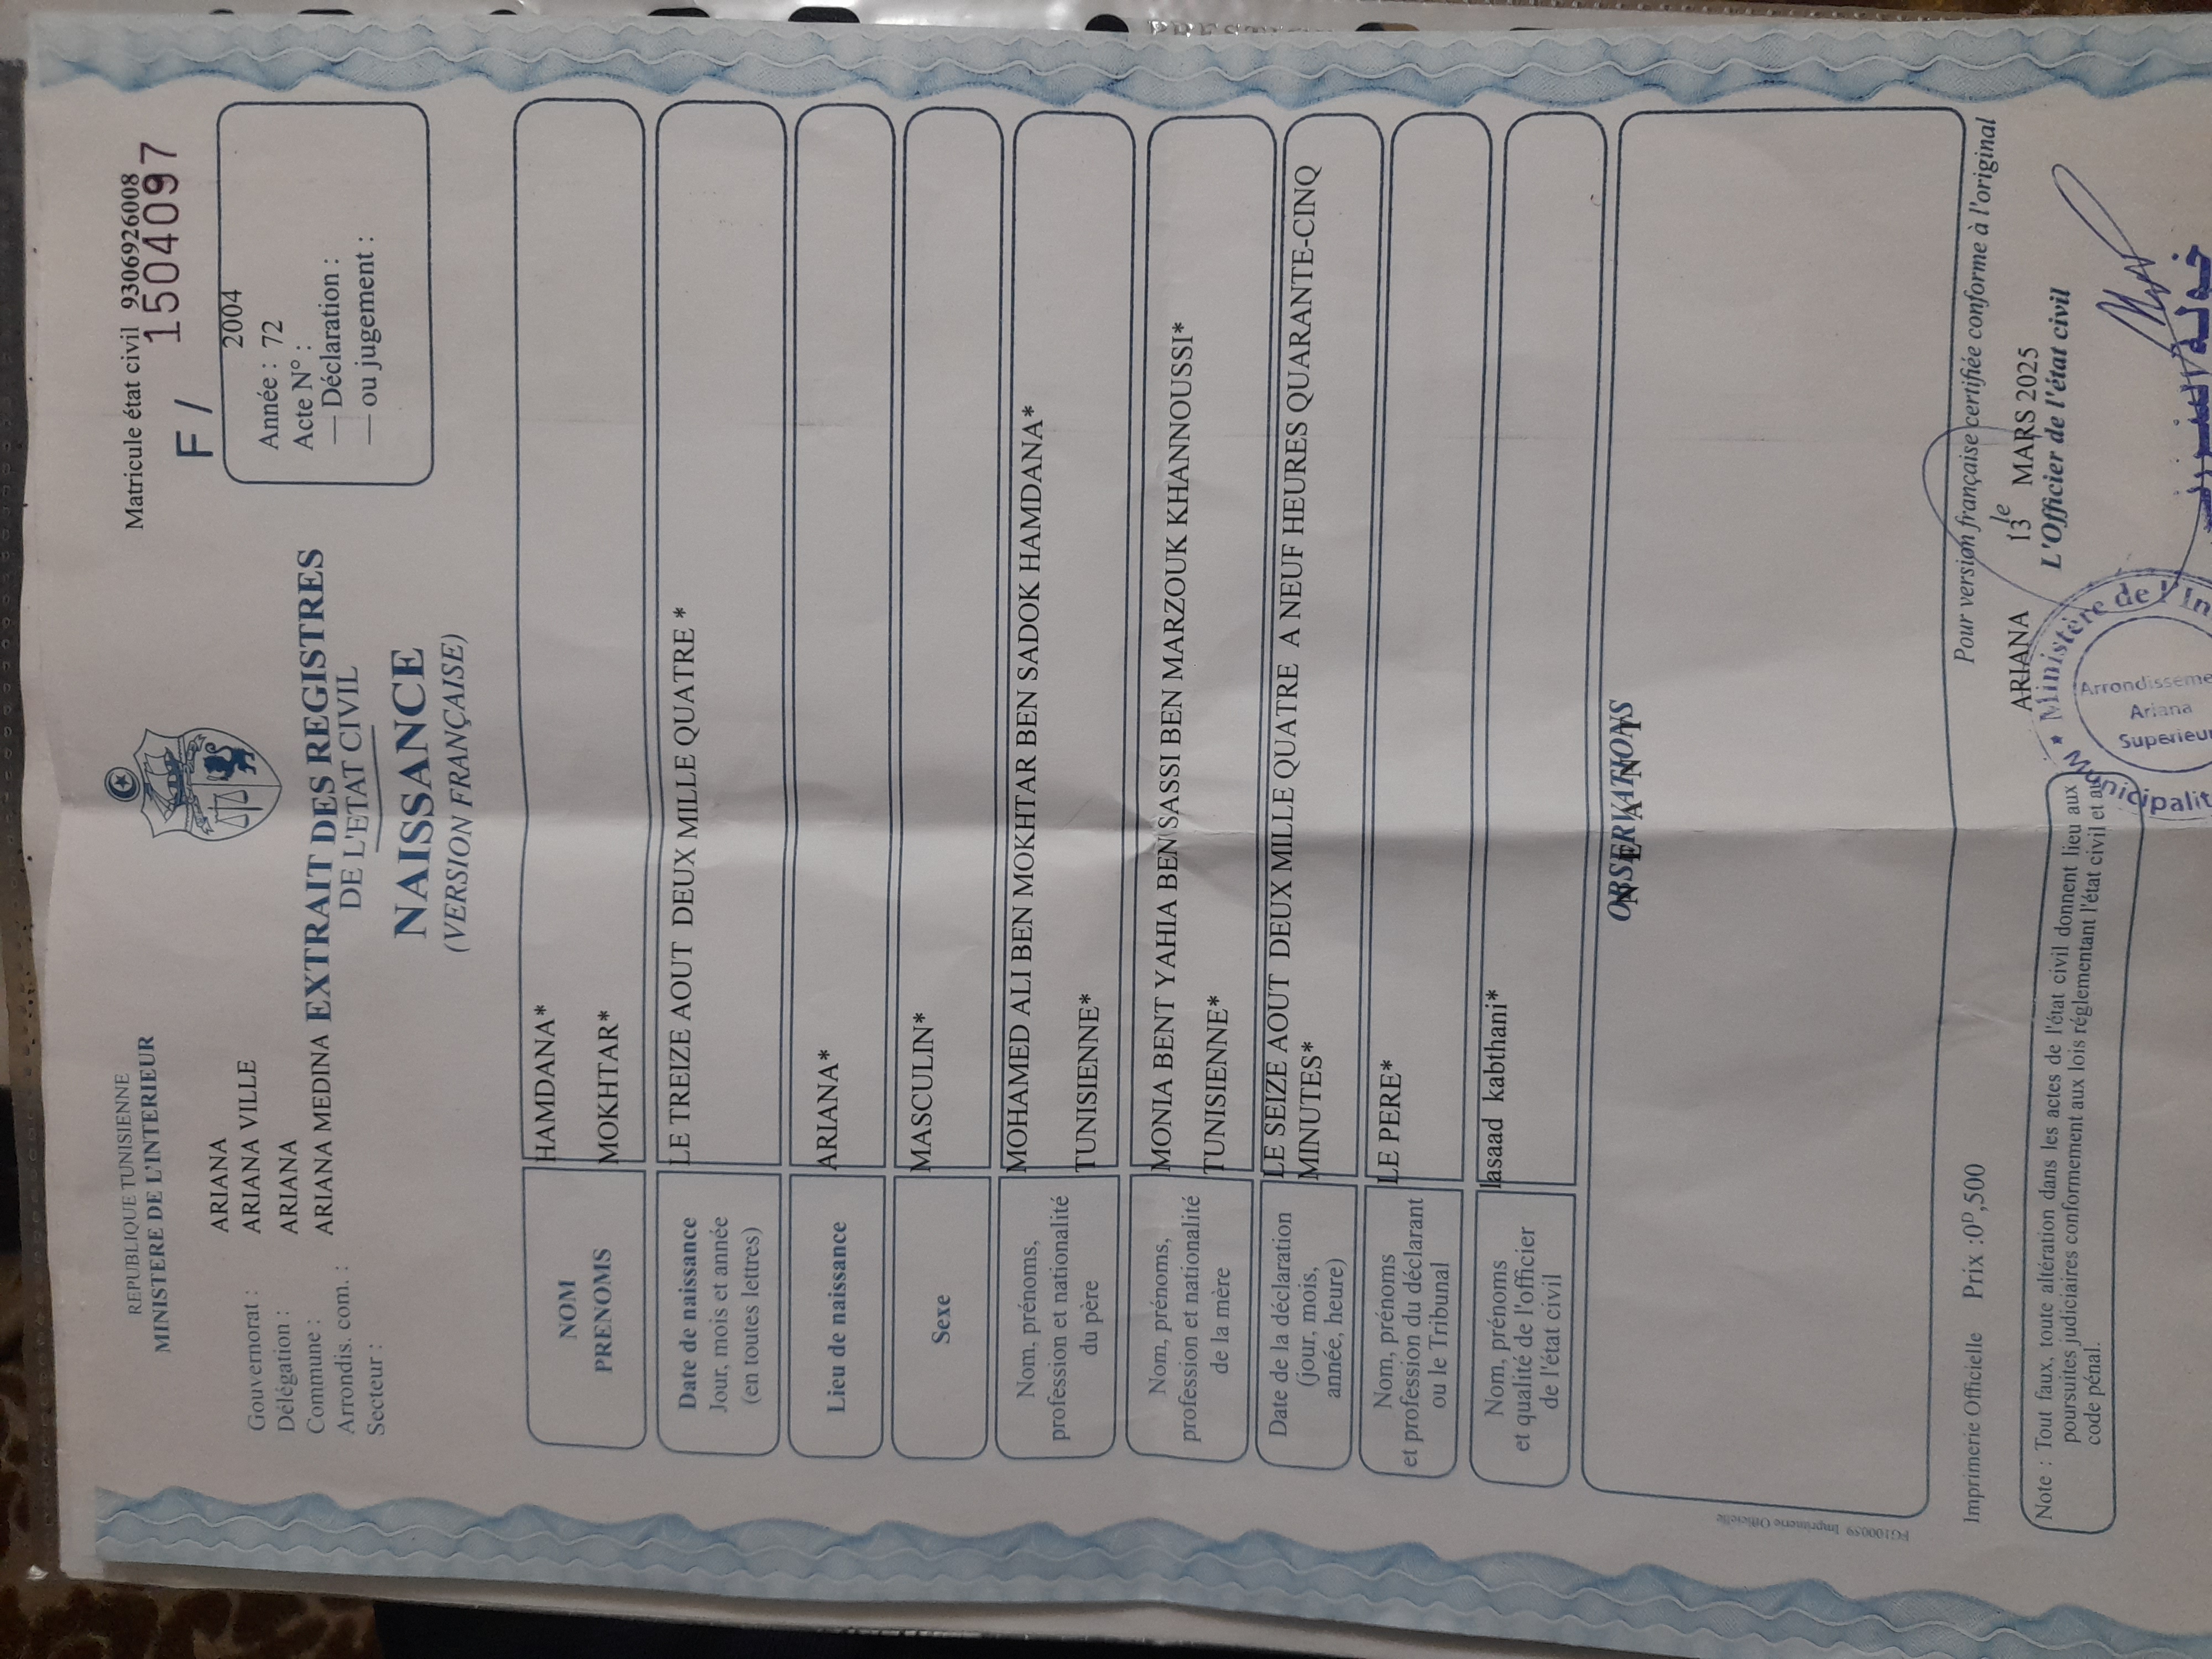 REPUBLIQUE TUNISIENNE
MINISTERE DE L'INTERIEUR
Matricule état civil 9306926008
F / 1504097
Gouvernorat : ARIANA
Délégation : ARIANA VILLE
Commune : ARIANA
Arrondis. com. : ARIANA MEDINA
Secteur :
2004
Année : 72
Acte N° :
— Déclaration :
— ou jugement :
EXTRAIT DES REGISTRES
DE L'ETAT CIVIL
NAISSANCE
(VERSION FRANÇAISE)
NOM HAMDANA*
PRENOMS MOKHTAR*
Date de naissance
Jour, mois et année
(en toutes lettres)
LE TREIZE AOUT DEUX MILLE QUATRE *
Lieu de naissance ARIANA*
Sexe MASCULIN*
Nom, prénoms,
profession et nationalité
du père
MOHAMED ALI BEN MOKHTAR BEN SADOK HAMDANA*
TUNISIENNE*
Nom, prénoms,
profession et nationalité
de la mère
MONIA BENT YAHIA BEN SASSI BEN MARZOUK KHANNOUSSI*
TUNISIENNE*
Date de la déclaration
(jour, mois,
année, heure)
LE SEIZE AOUT DEUX MILLE QUATRE A NEUF HEURES QUARANTE-CINQ
MINUTES*
Nom, prénoms
et profession du déclarant
ou le Tribunal
LE PERE*
Nom, prénoms
et qualité de l'officier
de l'état civil
lasaad kabthani*
OBSERVATIONS
FG100059 Imprimerie Officielle
Imprimerie Officielle Prix :0ᴰ,500
Pour version française certifiée conforme à l'original
ARIANA le 13 MARS 2025
L'Officier de l'état civil
Note : Tout faux, toute altération dans les actes de l'état civil donnent lieu aux
poursuites judiciaires conformement aux lois réglementant l'état civil et au
code pénal.
★ Ministère de l'In
Arrondisseme
Ariana
Superieur
Municipalit